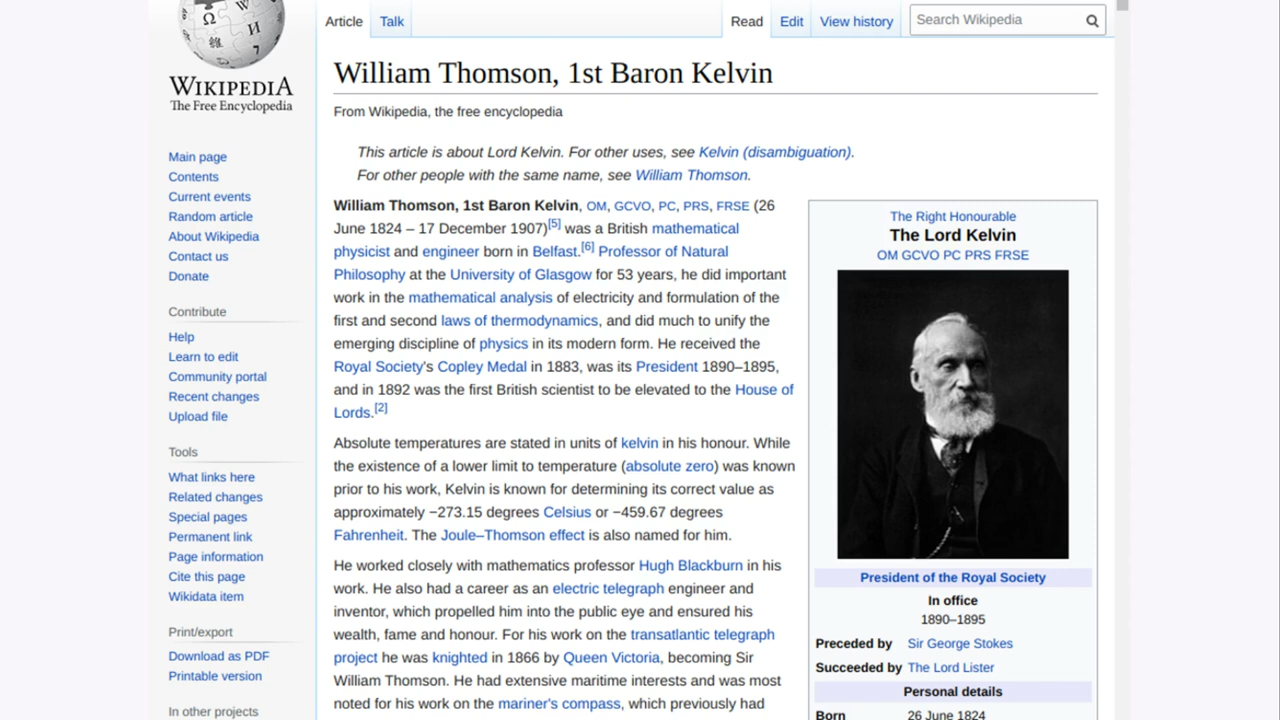 Article
Talk
Read
Edit
View history
Search Wikipedia
Ω
W
И
維
7
WIKIPEDIA
The Free Encyclopedia
Main page
Contents
Current events
Random article
About Wikipedia
Contact us
Donate
Contribute
Help
Learn to edit
Community portal
Recent changes
Upload file
Tools
What links here
Related changes
Special pages
Permanent link
Page information
Cite this page
Wikidata item
Print/export
Download as PDF
Printable version
In other projects
William Thomson, 1st Baron Kelvin
From Wikipedia, the free encyclopedia
This article is about Lord Kelvin. For other uses, see Kelvin (disambiguation).
For other people with the same name, see William Thomson.
William Thomson, 1st Baron Kelvin, OM, GCVO, PC, PRS, FRSE (26
June 1824 – 17 December 1907)[5] was a British mathematical
physicist and engineer born in Belfast.[6] Professor of Natural
Philosophy at the University of Glasgow for 53 years, he did important
work in the mathematical analysis of electricity and formulation of the
first and second laws of thermodynamics, and did much to unify the
emerging discipline of physics in its modern form. He received the
Royal Society's Copley Medal in 1883, was its President 1890–1895,
and in 1892 was the first British scientist to be elevated to the House of
Lords.[2]
Absolute temperatures are stated in units of kelvin in his honour. While
the existence of a lower limit to temperature (absolute zero) was known
prior to his work, Kelvin is known for determining its correct value as
approximately −273.15 degrees Celsius or −459.67 degrees
Fahrenheit. The Joule–Thomson effect is also named for him.
He worked closely with mathematics professor Hugh Blackburn in his
work. He also had a career as an electric telegraph engineer and
inventor, which propelled him into the public eye and ensured his
wealth, fame and honour. For his work on the transatlantic telegraph
project he was knighted in 1866 by Queen Victoria, becoming Sir
William Thomson. He had extensive maritime interests and was most
noted for his work on the mariner's compass, which previously had
The Right Honourable
The Lord Kelvin
OM GCVO PC PRS FRSE
President of the Royal Society
In office
1890–1895
Preceded by Sir George Stokes
Succeeded by The Lord Lister
Personal details
Born 26 June 1824